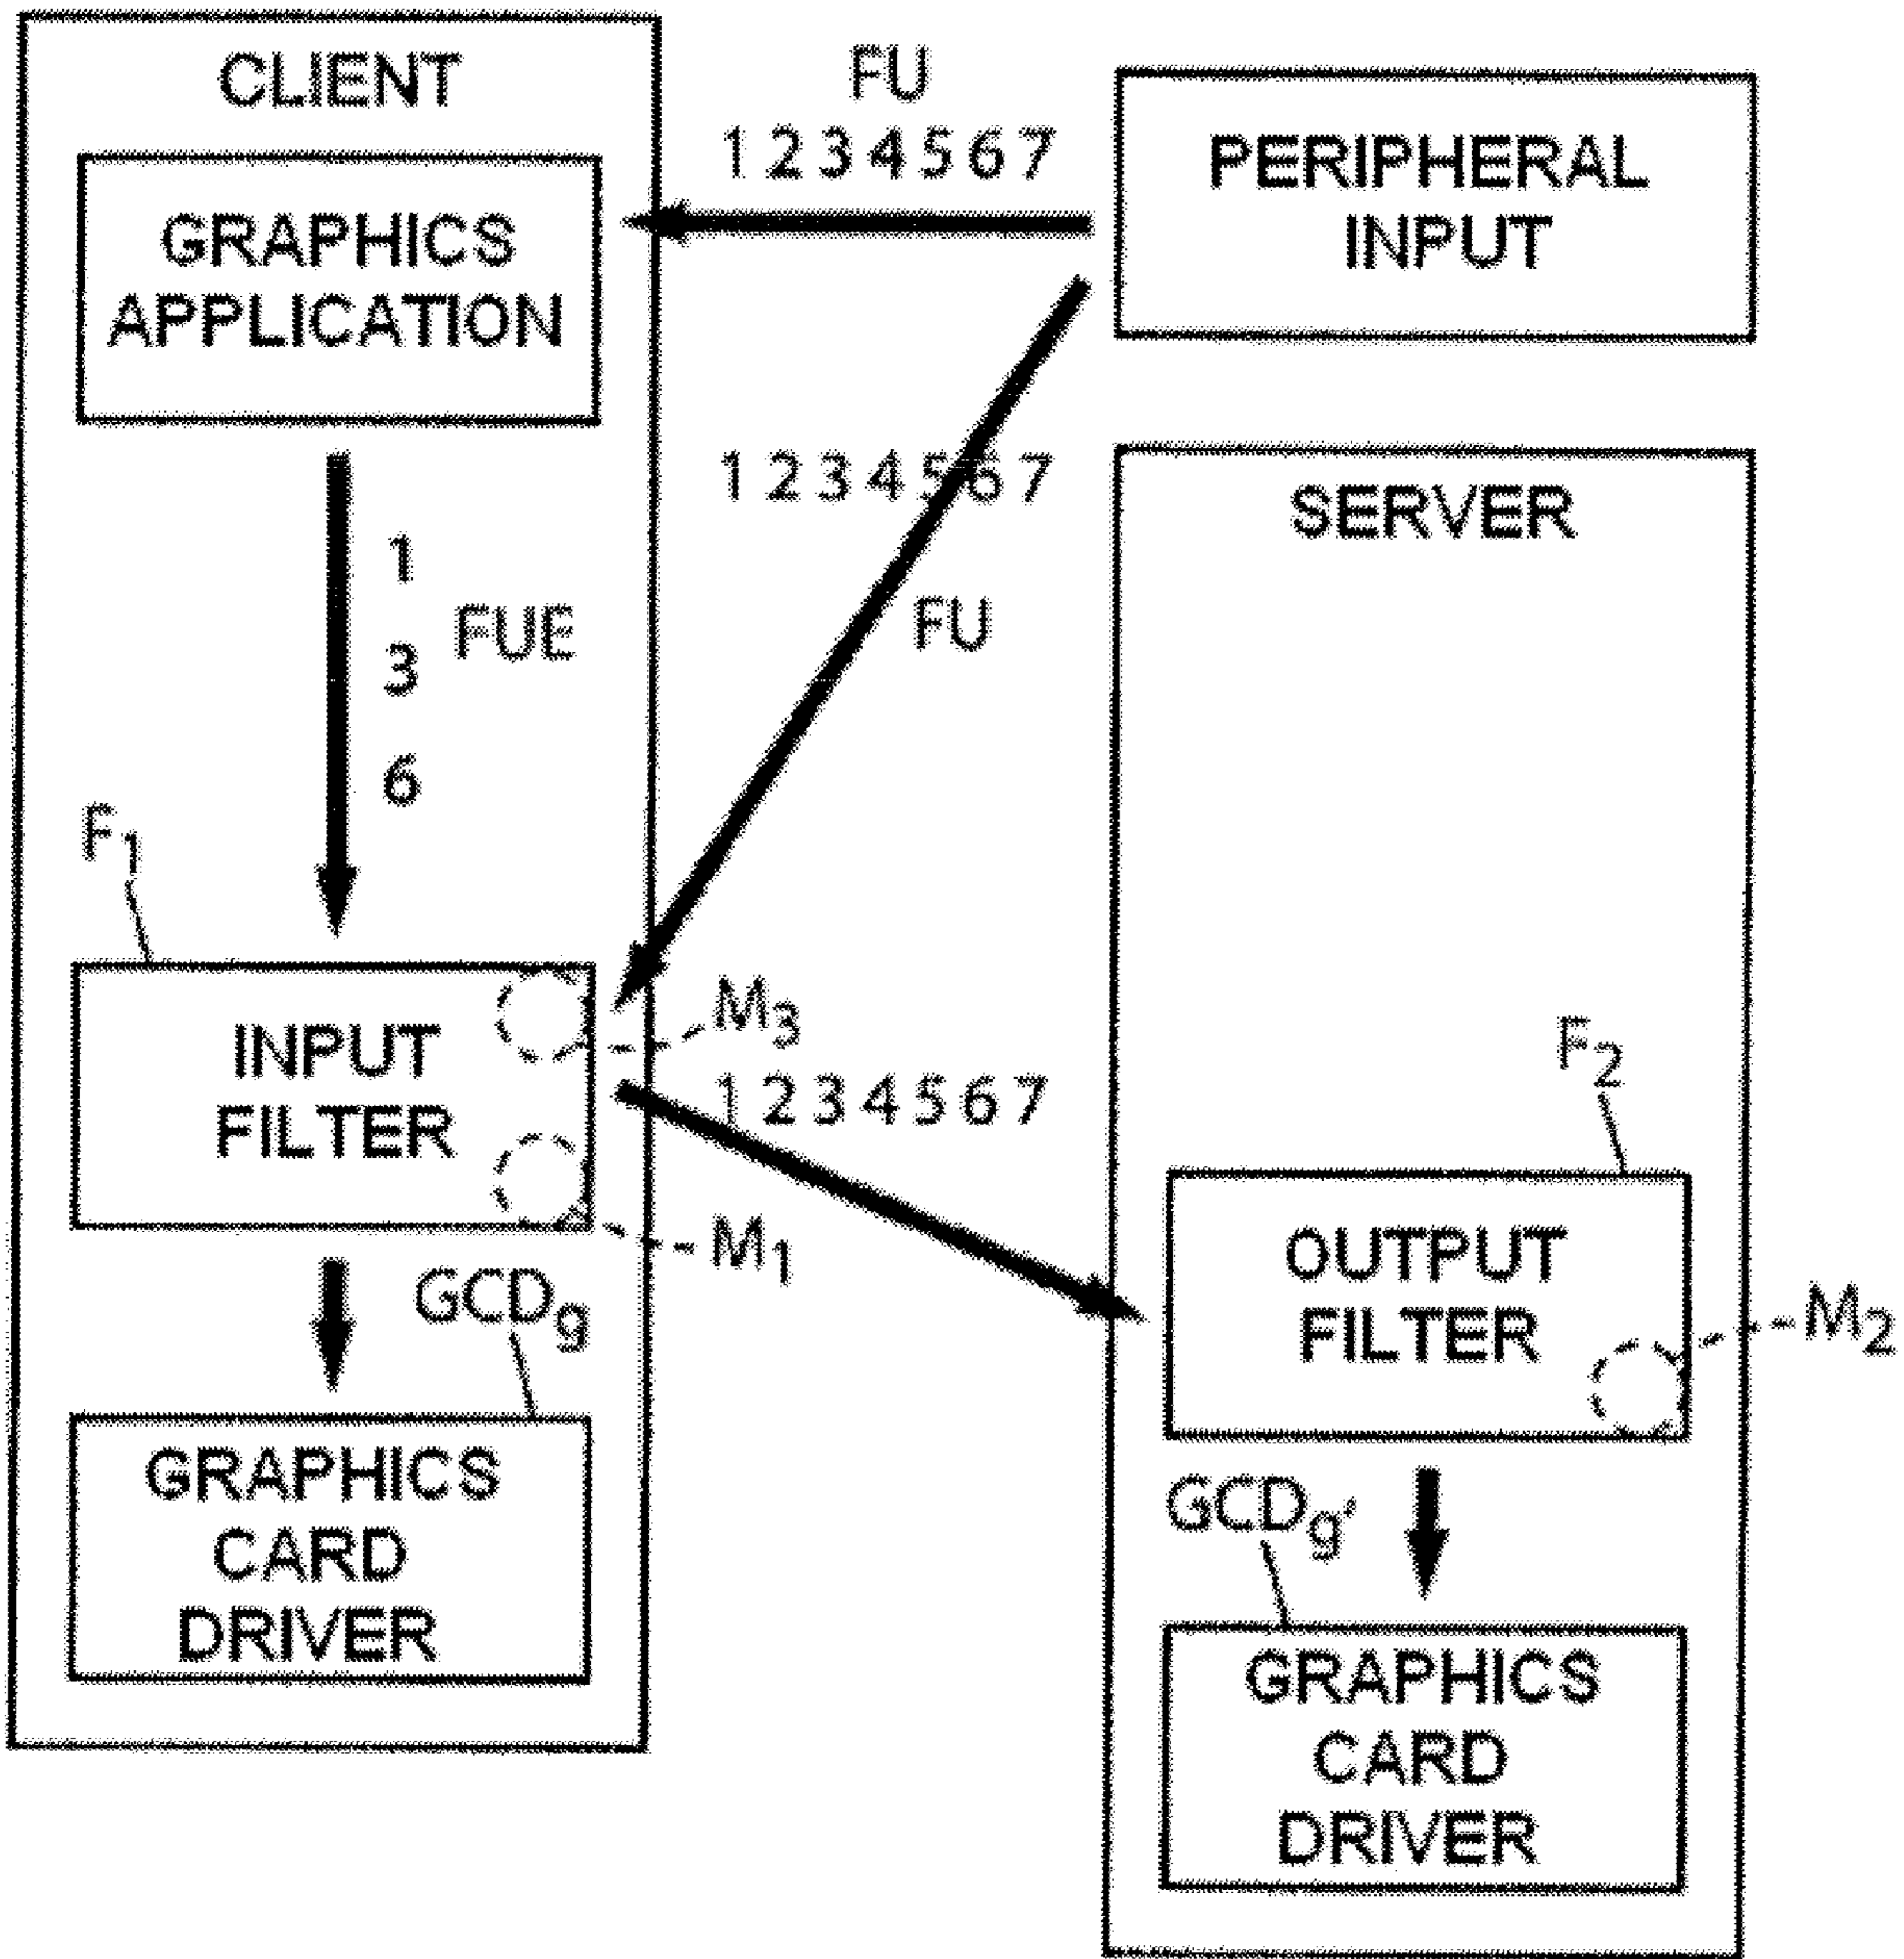 CLIENT
GRAPHICS
APPLICATION
FU
1 2 3 4 5 6 7
PERIPHERAL
INPUT
1 2 3 4 5 6 7
FU
SERVER
1
3
6
FUE
F1
INPUT
FILTER
M3
1 2 3 4 5 6 7
M1
GCDg
GRAPHICS
CARD
DRIVER
F2
OUTPUT
FILTER
M2
GCDg'
GRAPHICS
CARD
DRIVER